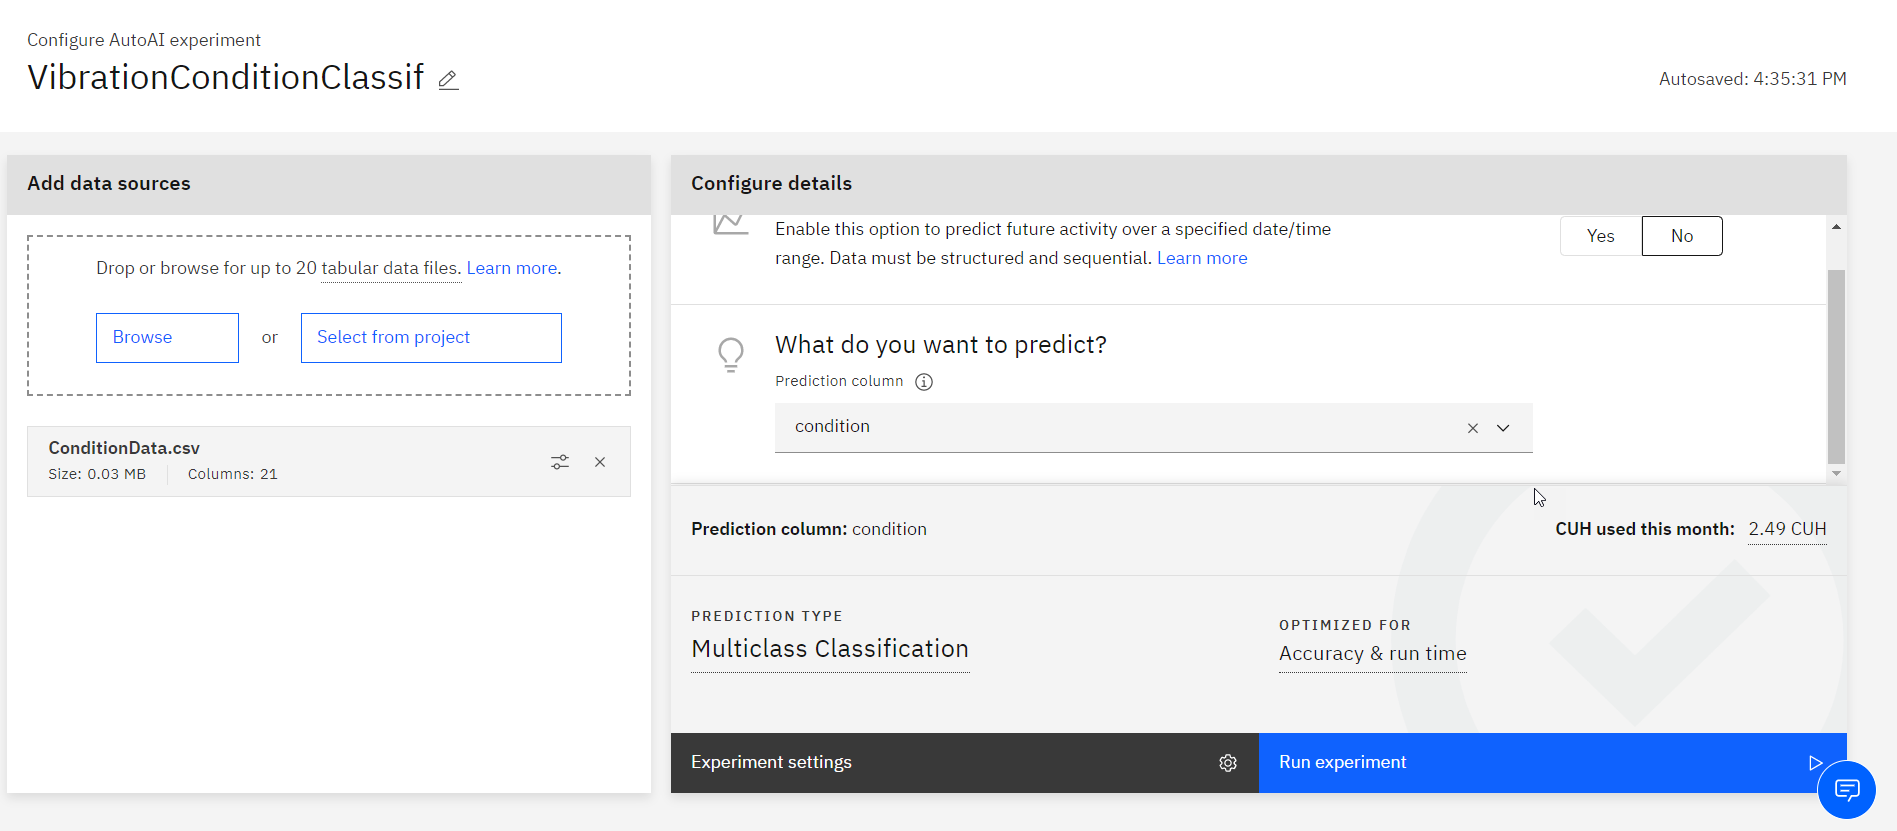 Configure AutoAI experiment
VibrationConditionClassif
Autosaved: 4:35:31 PM
Add data sources
Drop or browse for up to 20 tabular data files. Learn more.
Browse
or
Select from project
ConditionData.csv
Size: 0.03 MB
Columns: 21
Configure details
Enable this option to predict future activity over a specified date/time
range. Data must be structured and sequential. Learn more
Yes
No
What do you want to predict?
Prediction column
condition
Prediction column: condition
CUH used this month: 2.49 CUH
PREDICTION TYPE
Multiclass Classification
OPTIMIZED FOR
Accuracy & run time
Experiment settings
Run experiment